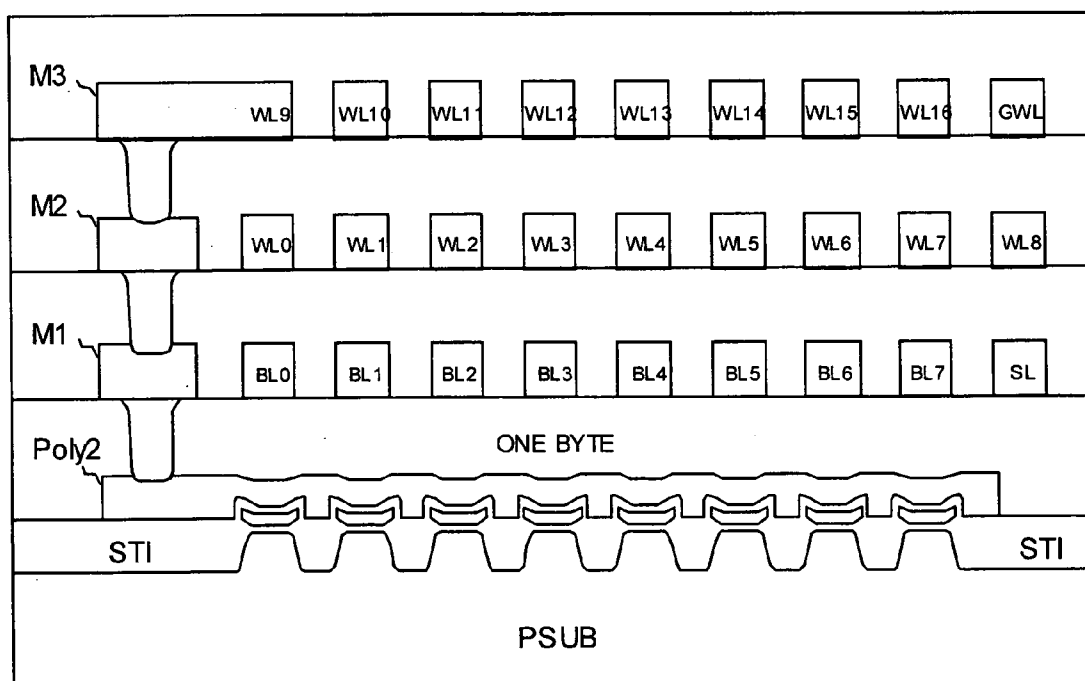 M3
WL9 WL10 WL11 WL12 WL13 WL14 WL15 WL16 GWL
M2
WL0 WL1 WL2 WL3 WL4 WL5 WL6 WL7 WL8
M1
BL0 BL1 BL2 BL3 BL4 BL5 BL6 BL7 SL
Poly2
ONE BYTE
STI STI
PSUB